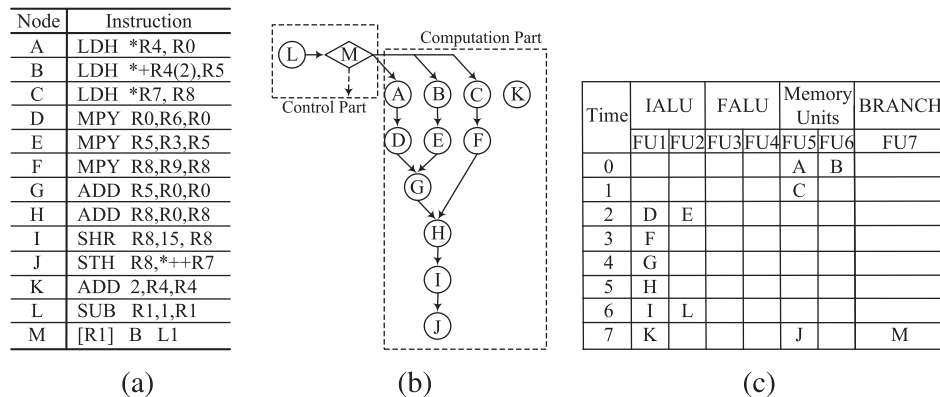 Node Instruction
A LDH *R4, R0
B LDH *+R4(2),R5
C LDH *R7, R8
D MPY R0,R6,R0
E MPY R5,R3,R5
F MPY R8,R9,R8
G ADD R5,R0,R0
H ADD R8,R0,R8
I SHR R8,15, R8
J STH R8,*++R7
K ADD 2,R4,R4
L SUB R1,1,R1
M [R1] B L1
(a)
Computation Part
L M
Control Part
A B C K
D E F
G
H
I
J
(b)
Time IALU FALU Memory Units BRANCH
FU1 FU2 FU3 FU4 FU5 FU6 FU7
0 A B
1 C
2 D E
3 F
4 G
5 H
6 I L
7 K J M
(c)